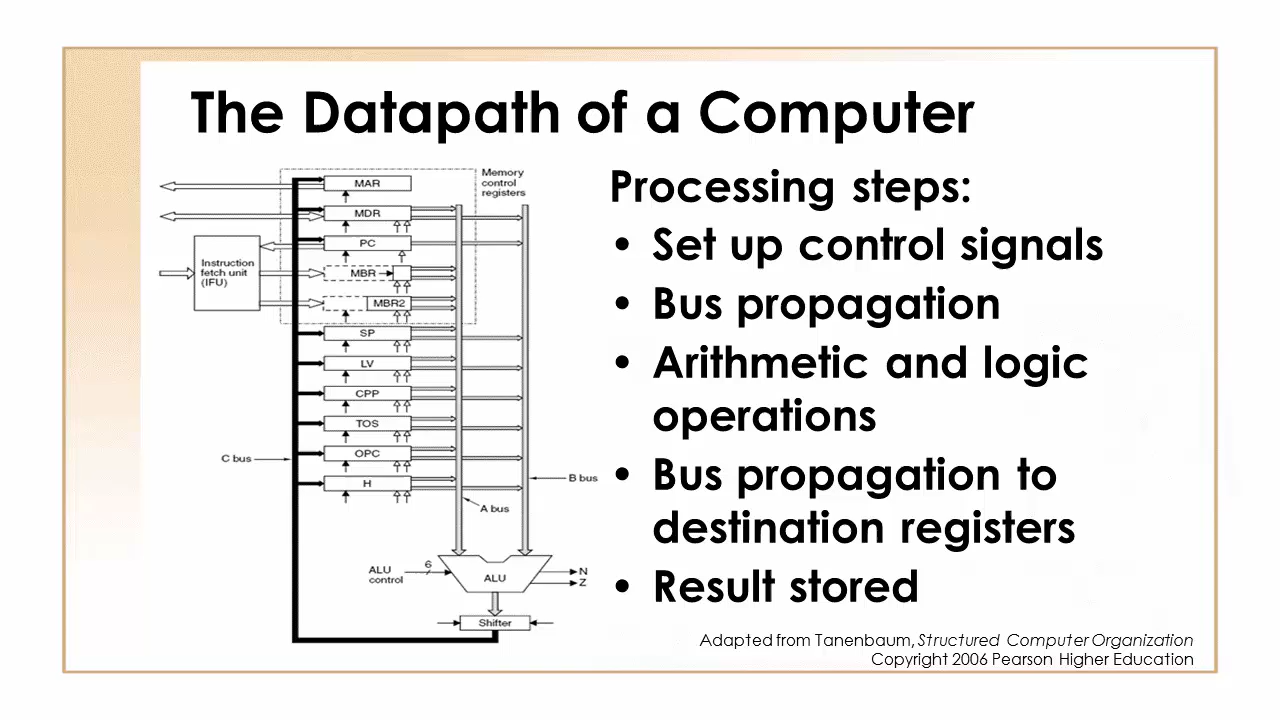 The Datapath of a Computer
MAR
MDR
PC
MBR
MBR2
SP
LV
CPP
TOS
OPC
H
Memory
control
registers
Instruction
fetch unit
(IFU)
C bus
B bus
A bus
ALU
control
6
ALU
N
Z
Shifter
Processing steps:
• Set up control signals
• Bus propagation
• Arithmetic and logic
operations
• Bus propagation to
destination registers
• Result stored
Adapted from Tanenbaum, Structured Computer Organization
Copyright 2006 Pearson Higher Education